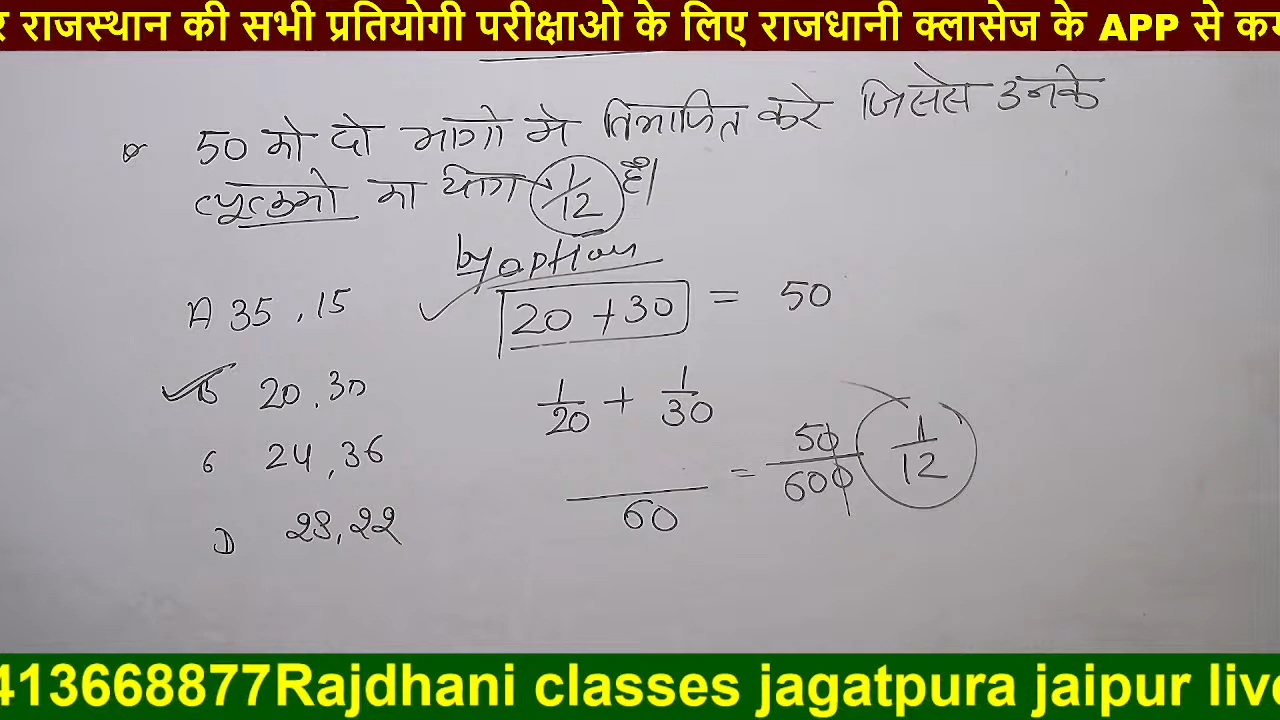 र राजस्थान की सभी प्रतियोगी परीक्षाओ के लिए राजधानी क्लासेज के APP से कर
50 को दो भागो मे विभाजित करे जिससे उनके
व्युत्क्रमो का योग 1/12 है।
by option
A 35, 15
20 + 30 = 50
B 20, 30
1/20 + 1/30
C 24, 36
60 = 50/600 1/12
D 28, 22
413668877Rajdhani classes jagatpura jaipur live